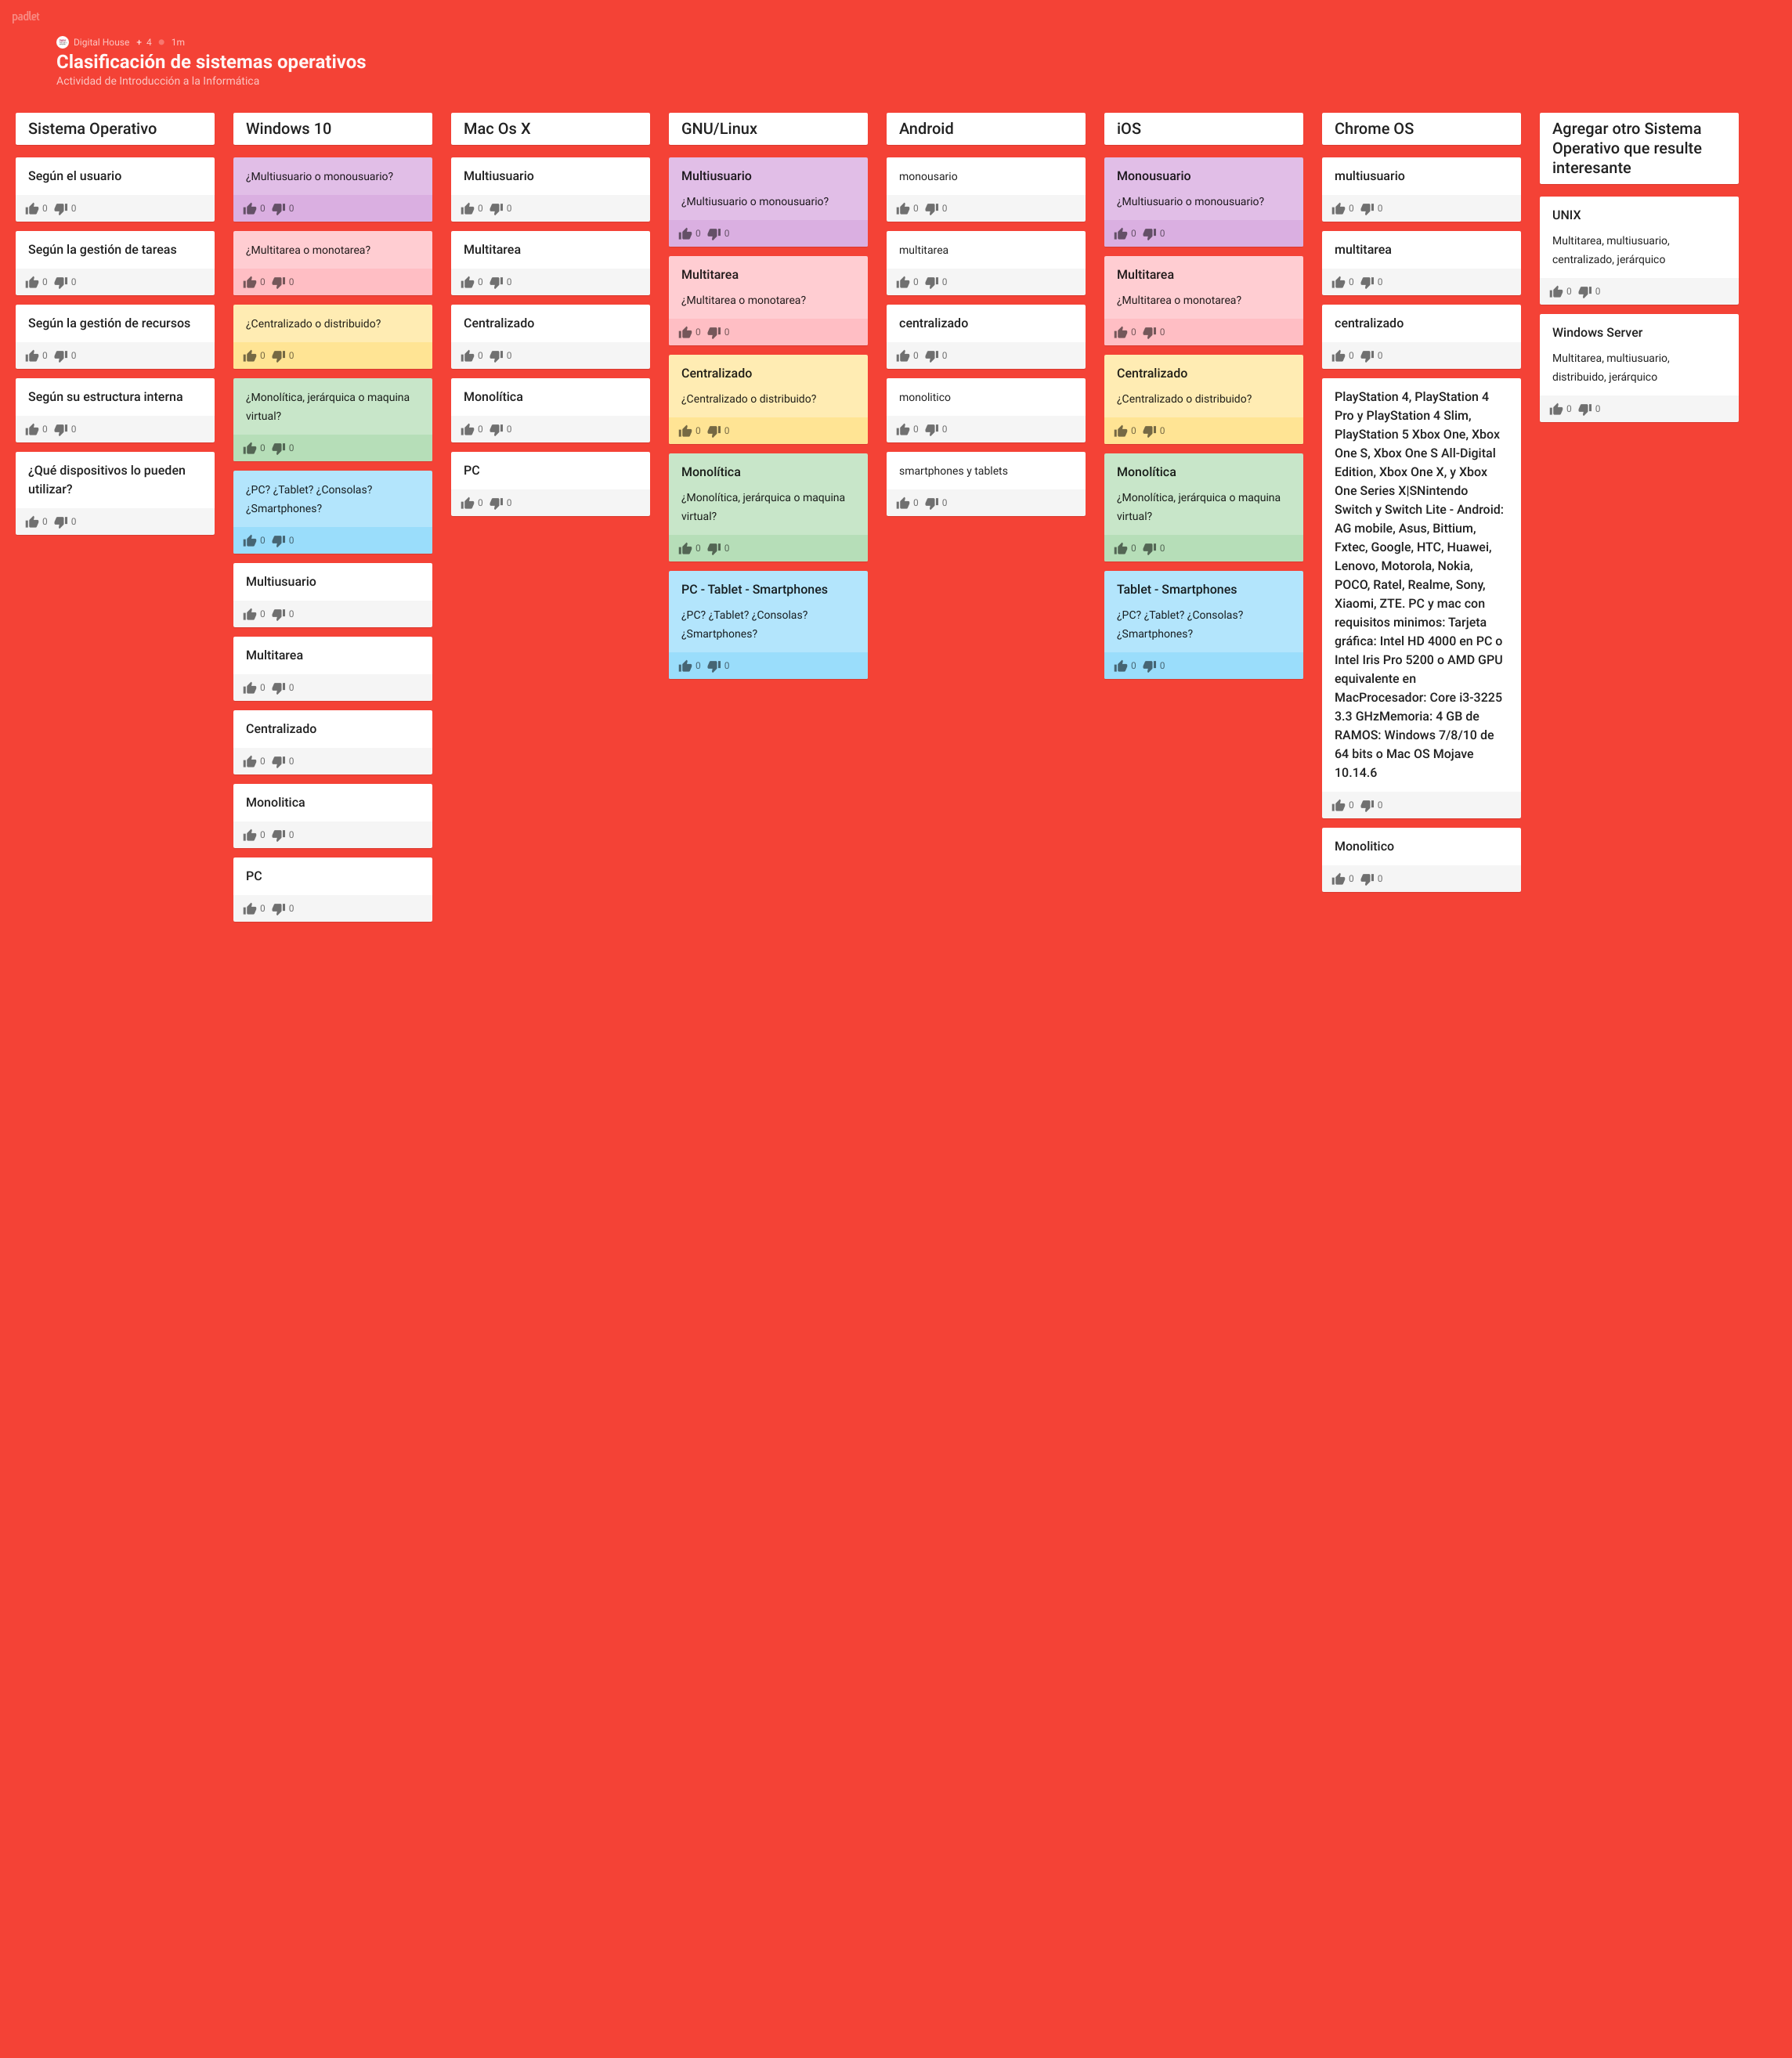 padlet
Digital House + 4 1m
Clasificación de sistemas operativos
Actividad de Introducción a la Informática
Sistema Operativo
Según el usuario
0 0
Según la gestión de tareas
0 0
Según la gestión de recursos
0 0
Según su estructura interna
0 0
¿Qué dispositivos lo pueden
utilizar?
0 0
Windows 10
¿Multiusuario o monousuario?
0 0
¿Multitarea o monotarea?
0 0
¿Centralizado o distribuido?
0 0
¿Monolítica, jerárquica o maquina
virtual?
0 0
¿PC? ¿Tablet? ¿Consolas?
¿Smartphones?
0 0
Multiusuario
0 0
Multitarea
0 0
Centralizado
0 0
Monolitica
0 0
PC
0 0
Mac Os X
Multiusuario
0 0
Multitarea
0 0
Centralizado
0 0
Monolítica
0 0
PC
0 0
GNU/Linux
Multiusuario
¿Multiusuario o monousuario?
0 0
Multitarea
¿Multitarea o monotarea?
0 0
Centralizado
¿Centralizado o distribuido?
0 0
Monolítica
¿Monolítica, jerárquica o maquina
virtual?
0 0
PC - Tablet - Smartphones
¿PC? ¿Tablet? ¿Consolas?
¿Smartphones?
0 0
Android
monousario
0 0
multitarea
0 0
centralizado
0 0
monolitico
0 0
smartphones y tablets
0 0
iOS
Monousuario
¿Multiusuario o monousuario?
0 0
Multitarea
¿Multitarea o monotarea?
0 0
Centralizado
¿Centralizado o distribuido?
0 0
Monolítica
¿Monolítica, jerárquica o maquina
virtual?
0 0
Tablet - Smartphones
¿PC? ¿Tablet? ¿Consolas?
¿Smartphones?
0 0
Chrome OS
multiusuario
0 0
multitarea
0 0
centralizado
0 0
PlayStation 4, PlayStation 4
Pro y PlayStation 4 Slim,
PlayStation 5 Xbox One, Xbox
One S, Xbox One S All-Digital
Edition, Xbox One X, y Xbox
One Series X|SNintendo
Switch y Switch Lite - Android:
AG mobile, Asus, Bittium,
Fxtec, Google, HTC, Huawei,
Lenovo, Motorola, Nokia,
POCO, Ratel, Realme, Sony,
Xiaomi, ZTE. PC y mac con
requisitos minimos: Tarjeta
gráfica: Intel HD 4000 en PC o
Intel Iris Pro 5200 o AMD GPU
equivalente en
MacProcesador: Core i3-3225
3.3 GHzMemoria: 4 GB de
RAMOS: Windows 7/8/10 de
64 bits o Mac OS Mojave
10.14.6
0 0
Monolitico
0 0
Agregar otro Sistema
Operativo que resulte
interesante
UNIX
Multitarea, multiusuario,
centralizado, jerárquico
0 0
Windows Server
Multitarea, multiusuario,
distribuido, jerárquico
0 0